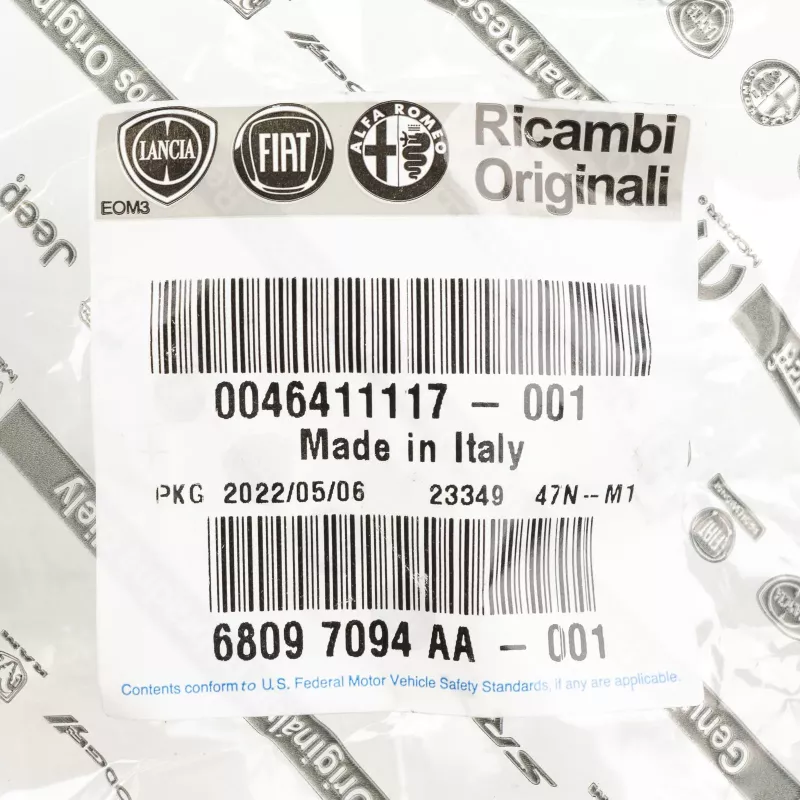 LANCIA
FIAT
ALFA ROMEO
Ricambi
Originali
EOM3
0046411117 - 001
Made in Italy
PKG 2022/05/06 23349 47N--M1
6809 7094 AA - 001
Contents conform to U.S. Federal Motor Vehicle Safety Standards, if any are applicable.
Jeep.